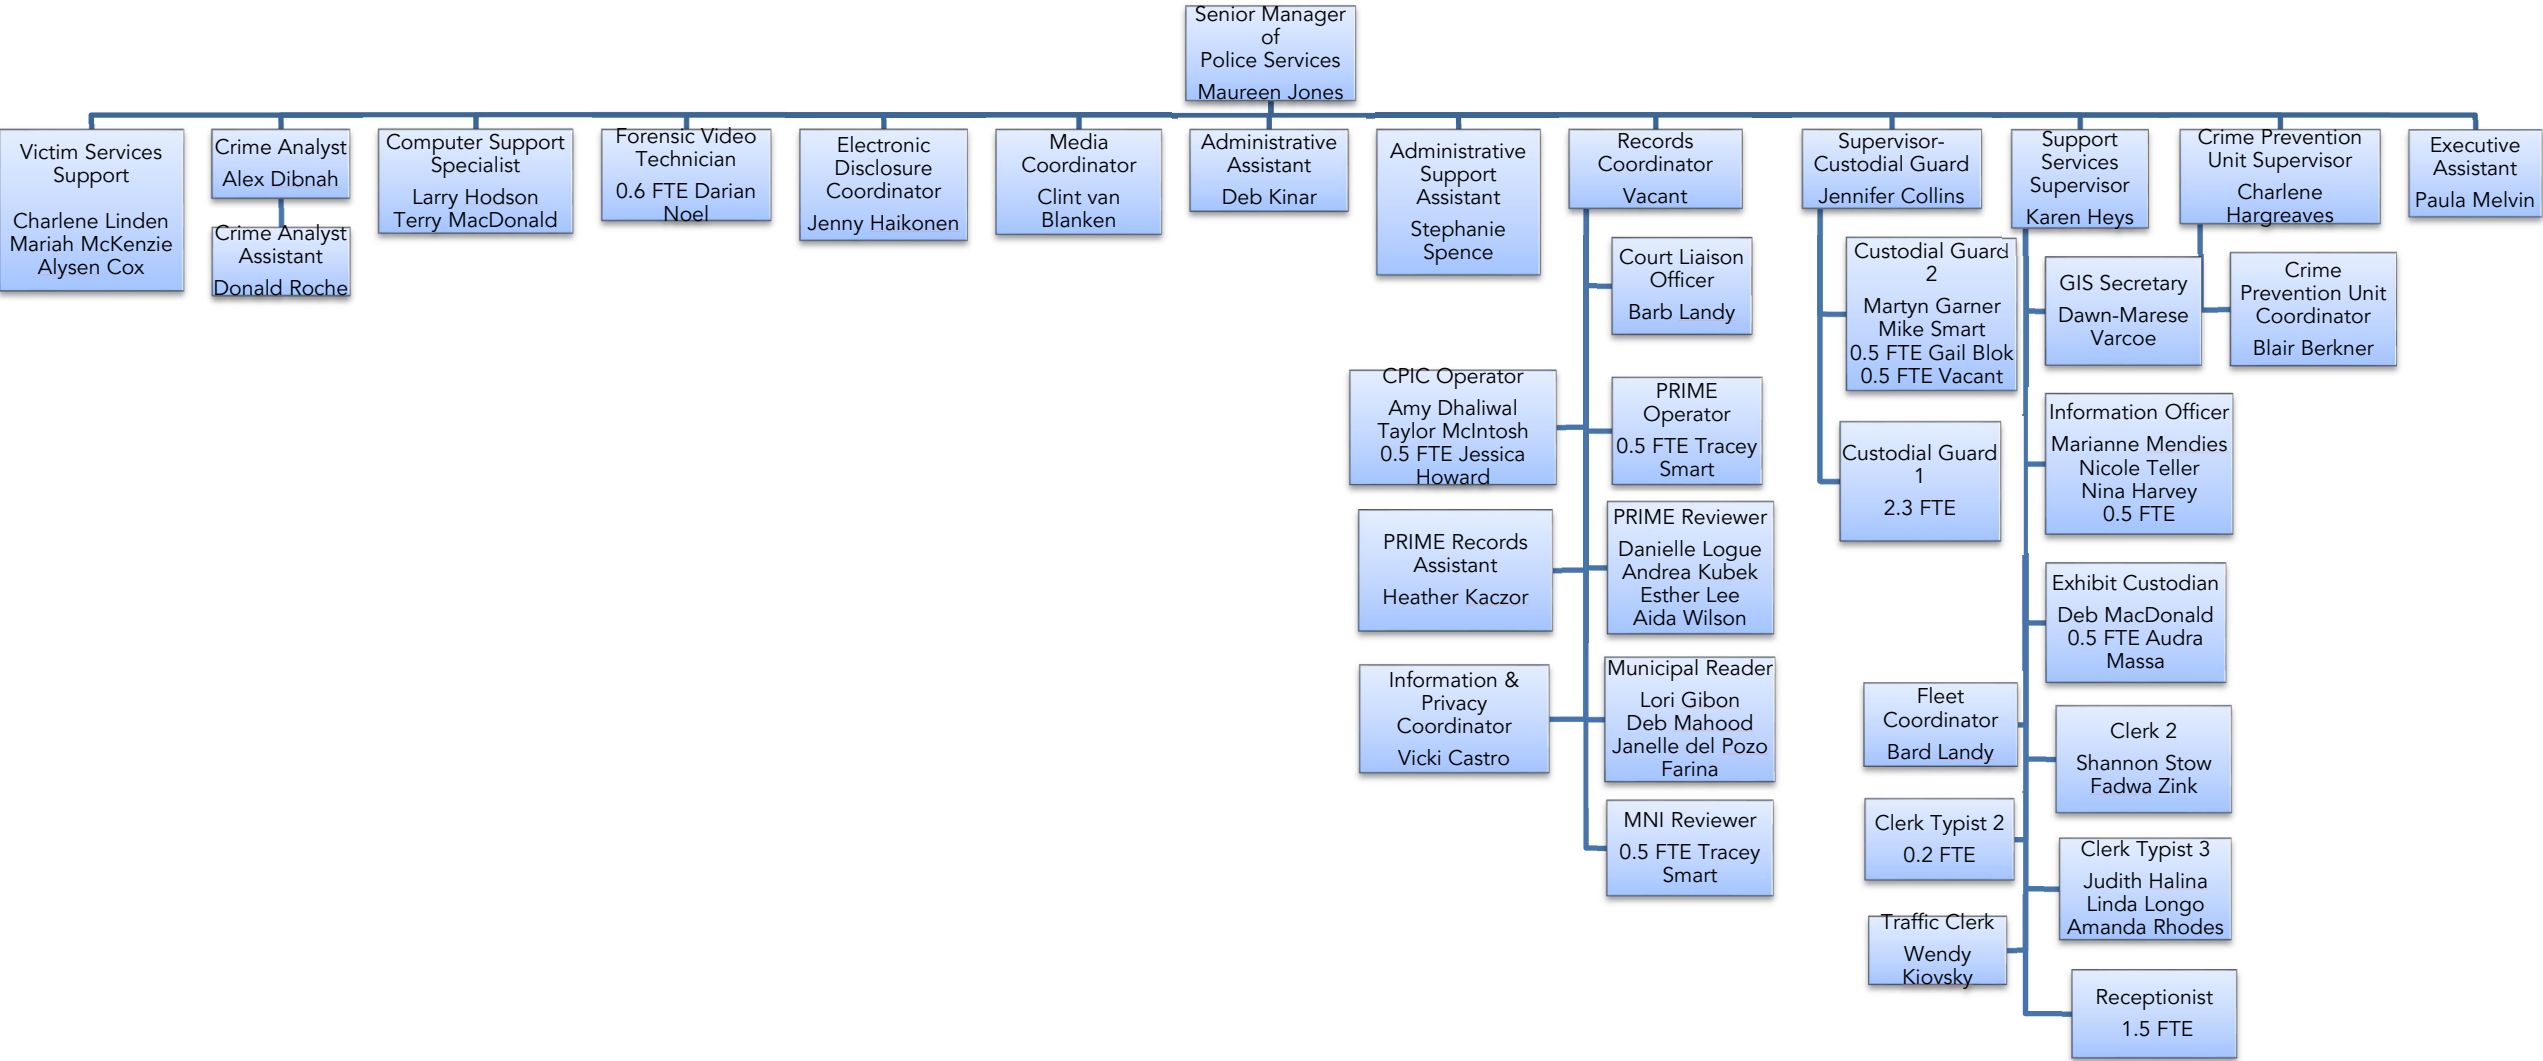 Senior Manager
of
Police Services
Maureen Jones
Victim Services
Support
Charlene Linden
Mariah McKenzie
Alysen Cox
Crime Analyst
Alex Dibnah
Crime Analyst
Assistant
Donald Roche
Computer Support
Specialist
Larry Hodson
Terry MacDonald
Forensic Video
Technician
0.6 FTE Darian
Noel
Electronic
Disclosure
Coordinator
Jenny Haikonen
Media
Coordinator
Clint van
Blanken
Administrative
Assistant
Deb Kinar
Administrative
Support
Assistant
Stephanie
Spence
Records
Coordinator
Vacant
Court Liaison
Officer
Barb Landy
CPIC Operator
Amy Dhaliwal
Taylor McIntosh
0.5 FTE Jessica
Howard
PRIME
Operator
0.5 FTE Tracey
Smart
PRIME Records
Assistant
Heather Kaczor
PRIME Reviewer
Danielle Logue
Andrea Kubek
Esther Lee
Aida Wilson
Information &
Privacy
Coordinator
Vicki Castro
Municipal Reader
Lori Gibon
Deb Mahood
Janelle del Pozo
Farina
MNI Reviewer
0.5 FTE Tracey
Smart
Supervisor-
Custodial Guard
Jennifer Collins
Custodial Guard
2
Martyn Garner
Mike Smart
0.5 FTE Gail Blok
0.5 FTE Vacant
Custodial Guard
1
2.3 FTE
Support
Services
Supervisor
Karen Heys
GIS Secretary
Dawn-Marese
Varcoe
Information Officer
Marianne Mendies
Nicole Teller
Nina Harvey
0.5 FTE
Exhibit Custodian
Deb MacDonald
0.5 FTE Audra
Massa
Fleet
Coordinator
Bard Landy
Clerk 2
Shannon Stow
Fadwa Zink
Clerk Typist 2
0.2 FTE
Clerk Typist 3
Judith Halina
Linda Longo
Amanda Rhodes
Traffic Clerk
Wendy
Kiovsky
Receptionist
1.5 FTE
Crime Prevention
Unit Supervisor
Charlene
Hargreaves
Crime
Prevention Unit
Coordinator
Blair Berkner
Executive
Assistant
Paula Melvin